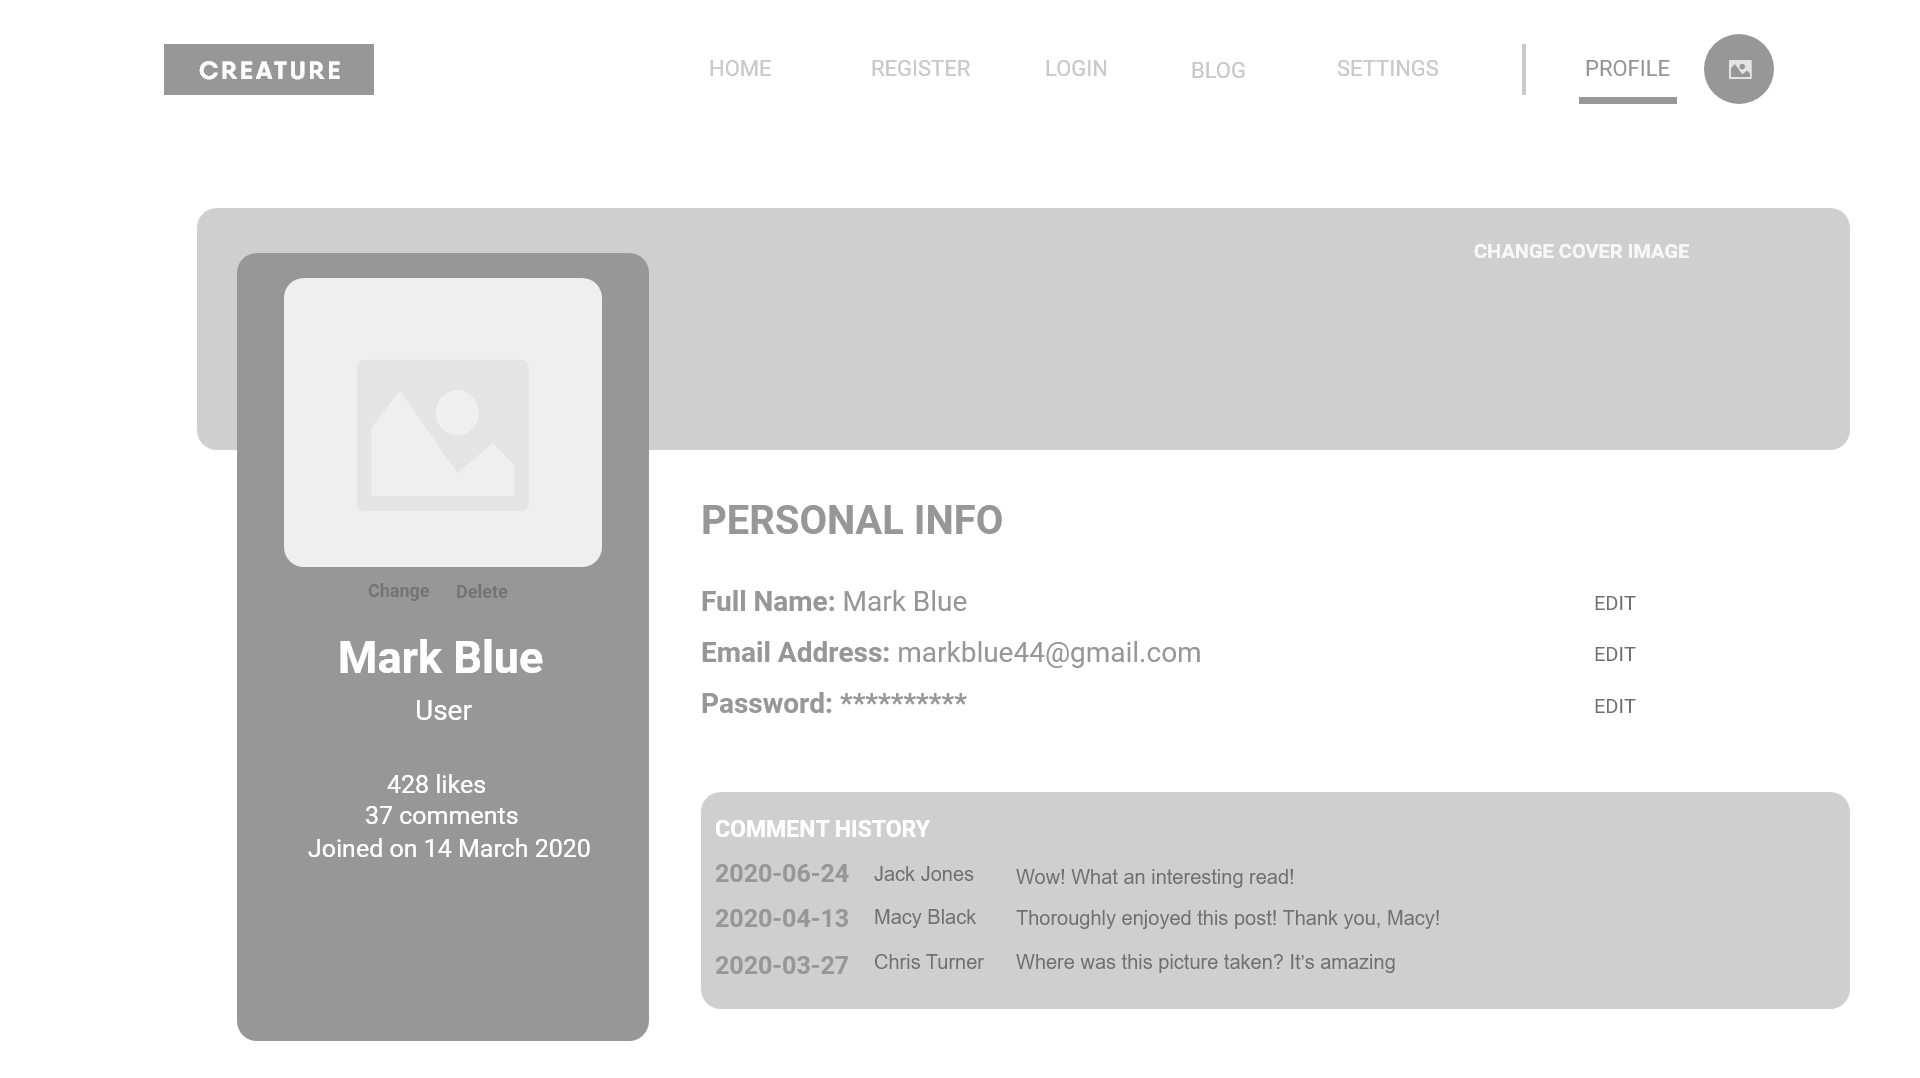 CREATURE
HOME REGISTER LOGIN BLOG SETTINGS PROFILE
CHANGE COVER IMAGE
Change Delete
Mark Blue
User
428 likes
37 comments
Joined on 14 March 2020
PERSONAL INFO
Full Name: Mark Blue EDIT
Email Address: markblue44@gmail.com EDIT
Password: ********** EDIT
COMMENT HISTORY
2020-06-24 Jack Jones Wow! What an interesting read!
2020-04-13 Macy Black Thoroughly enjoyed this post! Thank you, Macy!
2020-03-27 Chris Turner Where was this picture taken? It's amazing